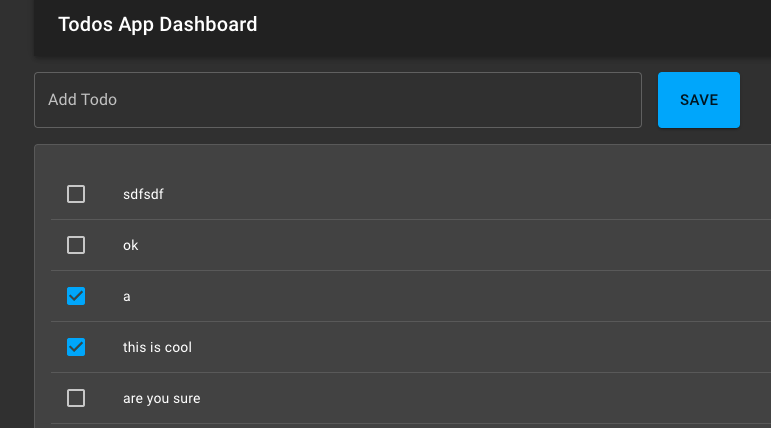 Todos App Dashboard
Add Todo
SAVE
sdfsdf
ok
a
this is cool
are you sure